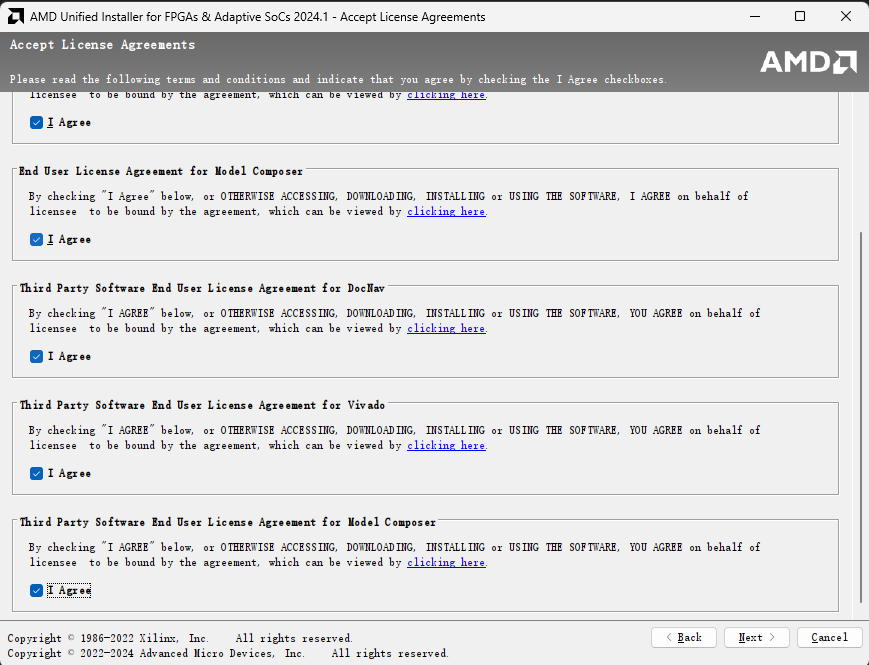 AMD Unified Installer for FPGAs & Adaptive SoCs 2024.1 - Accept License Agreements
Accept License Agreements
AMD
Please read the following terms and conditions and indicate that you agree by checking the I Agree checkboxes.
licensee  to be bound by the agreement, which can be viewed by clicking here.
I Agree
End User License Agreement for Model Composer
By checking "I Agree" below, or OTHERWISE ACCESSING, DOWNLOADING, INSTALLING or USING THE SOFTWARE, I AGREE on behalf of
licensee  to be bound by the agreement, which can be viewed by clicking here.
I Agree
Third Party Software End User License Agreement for DocNav
By checking "I AGREE" below, or OTHERWISE ACCESSING, DOWNLOADING, INSTALLING or USING THE SOFTWARE, YOU AGREE on behalf of
licensee  to be bound by the agreement, which can be viewed by clicking here.
I Agree
Third Party Software End User License Agreement for Vivado
By checking "I AGREE" below, or OTHERWISE ACCESSING, DOWNLOADING, INSTALLING or USING THE SOFTWARE, YOU AGREE on behalf of
licensee  to be bound by the agreement, which can be viewed by clicking here.
I Agree
Third Party Software End User License Agreement for Model Composer
By checking "I AGREE" below, or OTHERWISE ACCESSING, DOWNLOADING, INSTALLING or USING THE SOFTWARE, YOU AGREE on behalf of
licensee  to be bound by the agreement, which can be viewed by clicking here.
I Agree
Copyright © 1986-2022 Xilinx, Inc.    All rights reserved.
Copyright © 2022-2024 Advanced Micro Devices, Inc.    All rights reserved.
< Back
Next >
Cancel